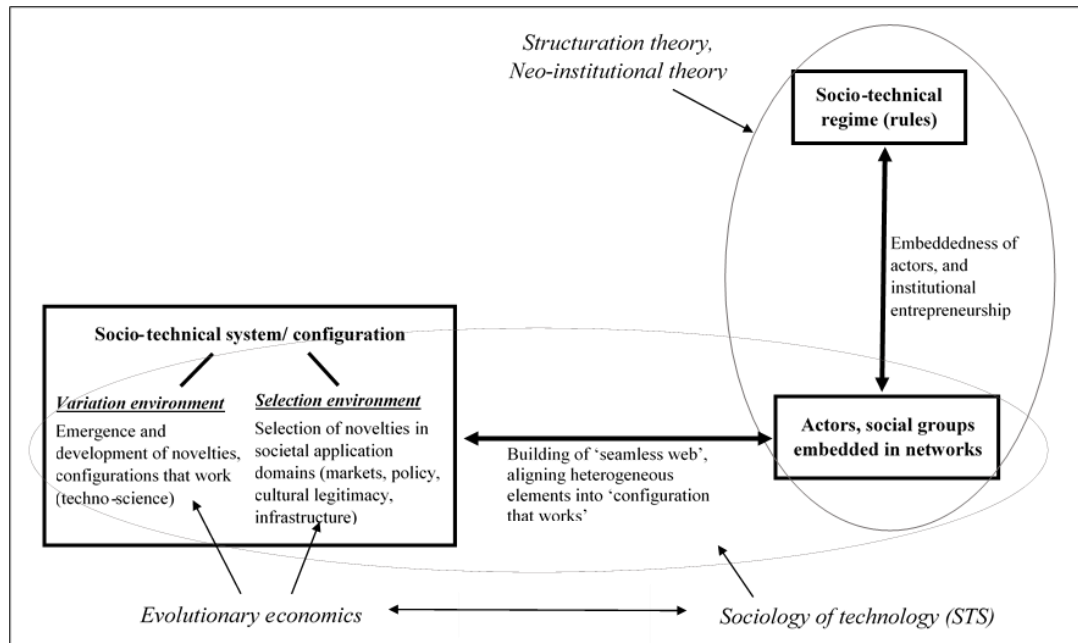 Structuration theory,
Neo-institutional theory
Socio-technical
regime (rules)
Embeddedness of
actors, and
institutional
entrepreneurship
Socio-technical system/ configuration
Variation environment
Emergence and
development of novelties,
configurations that work
(techno-science)
Selection environment
Selection of novelties in
societal application
domains (markets, policy,
cultural legitimacy,
infrastructure)
Building of ‘seamless web’,
aligning heterogeneous
elements into ‘configuration
that works’
Actors, social groups
embedded in networks
Evolutionary economics
Sociology of technology (STS)